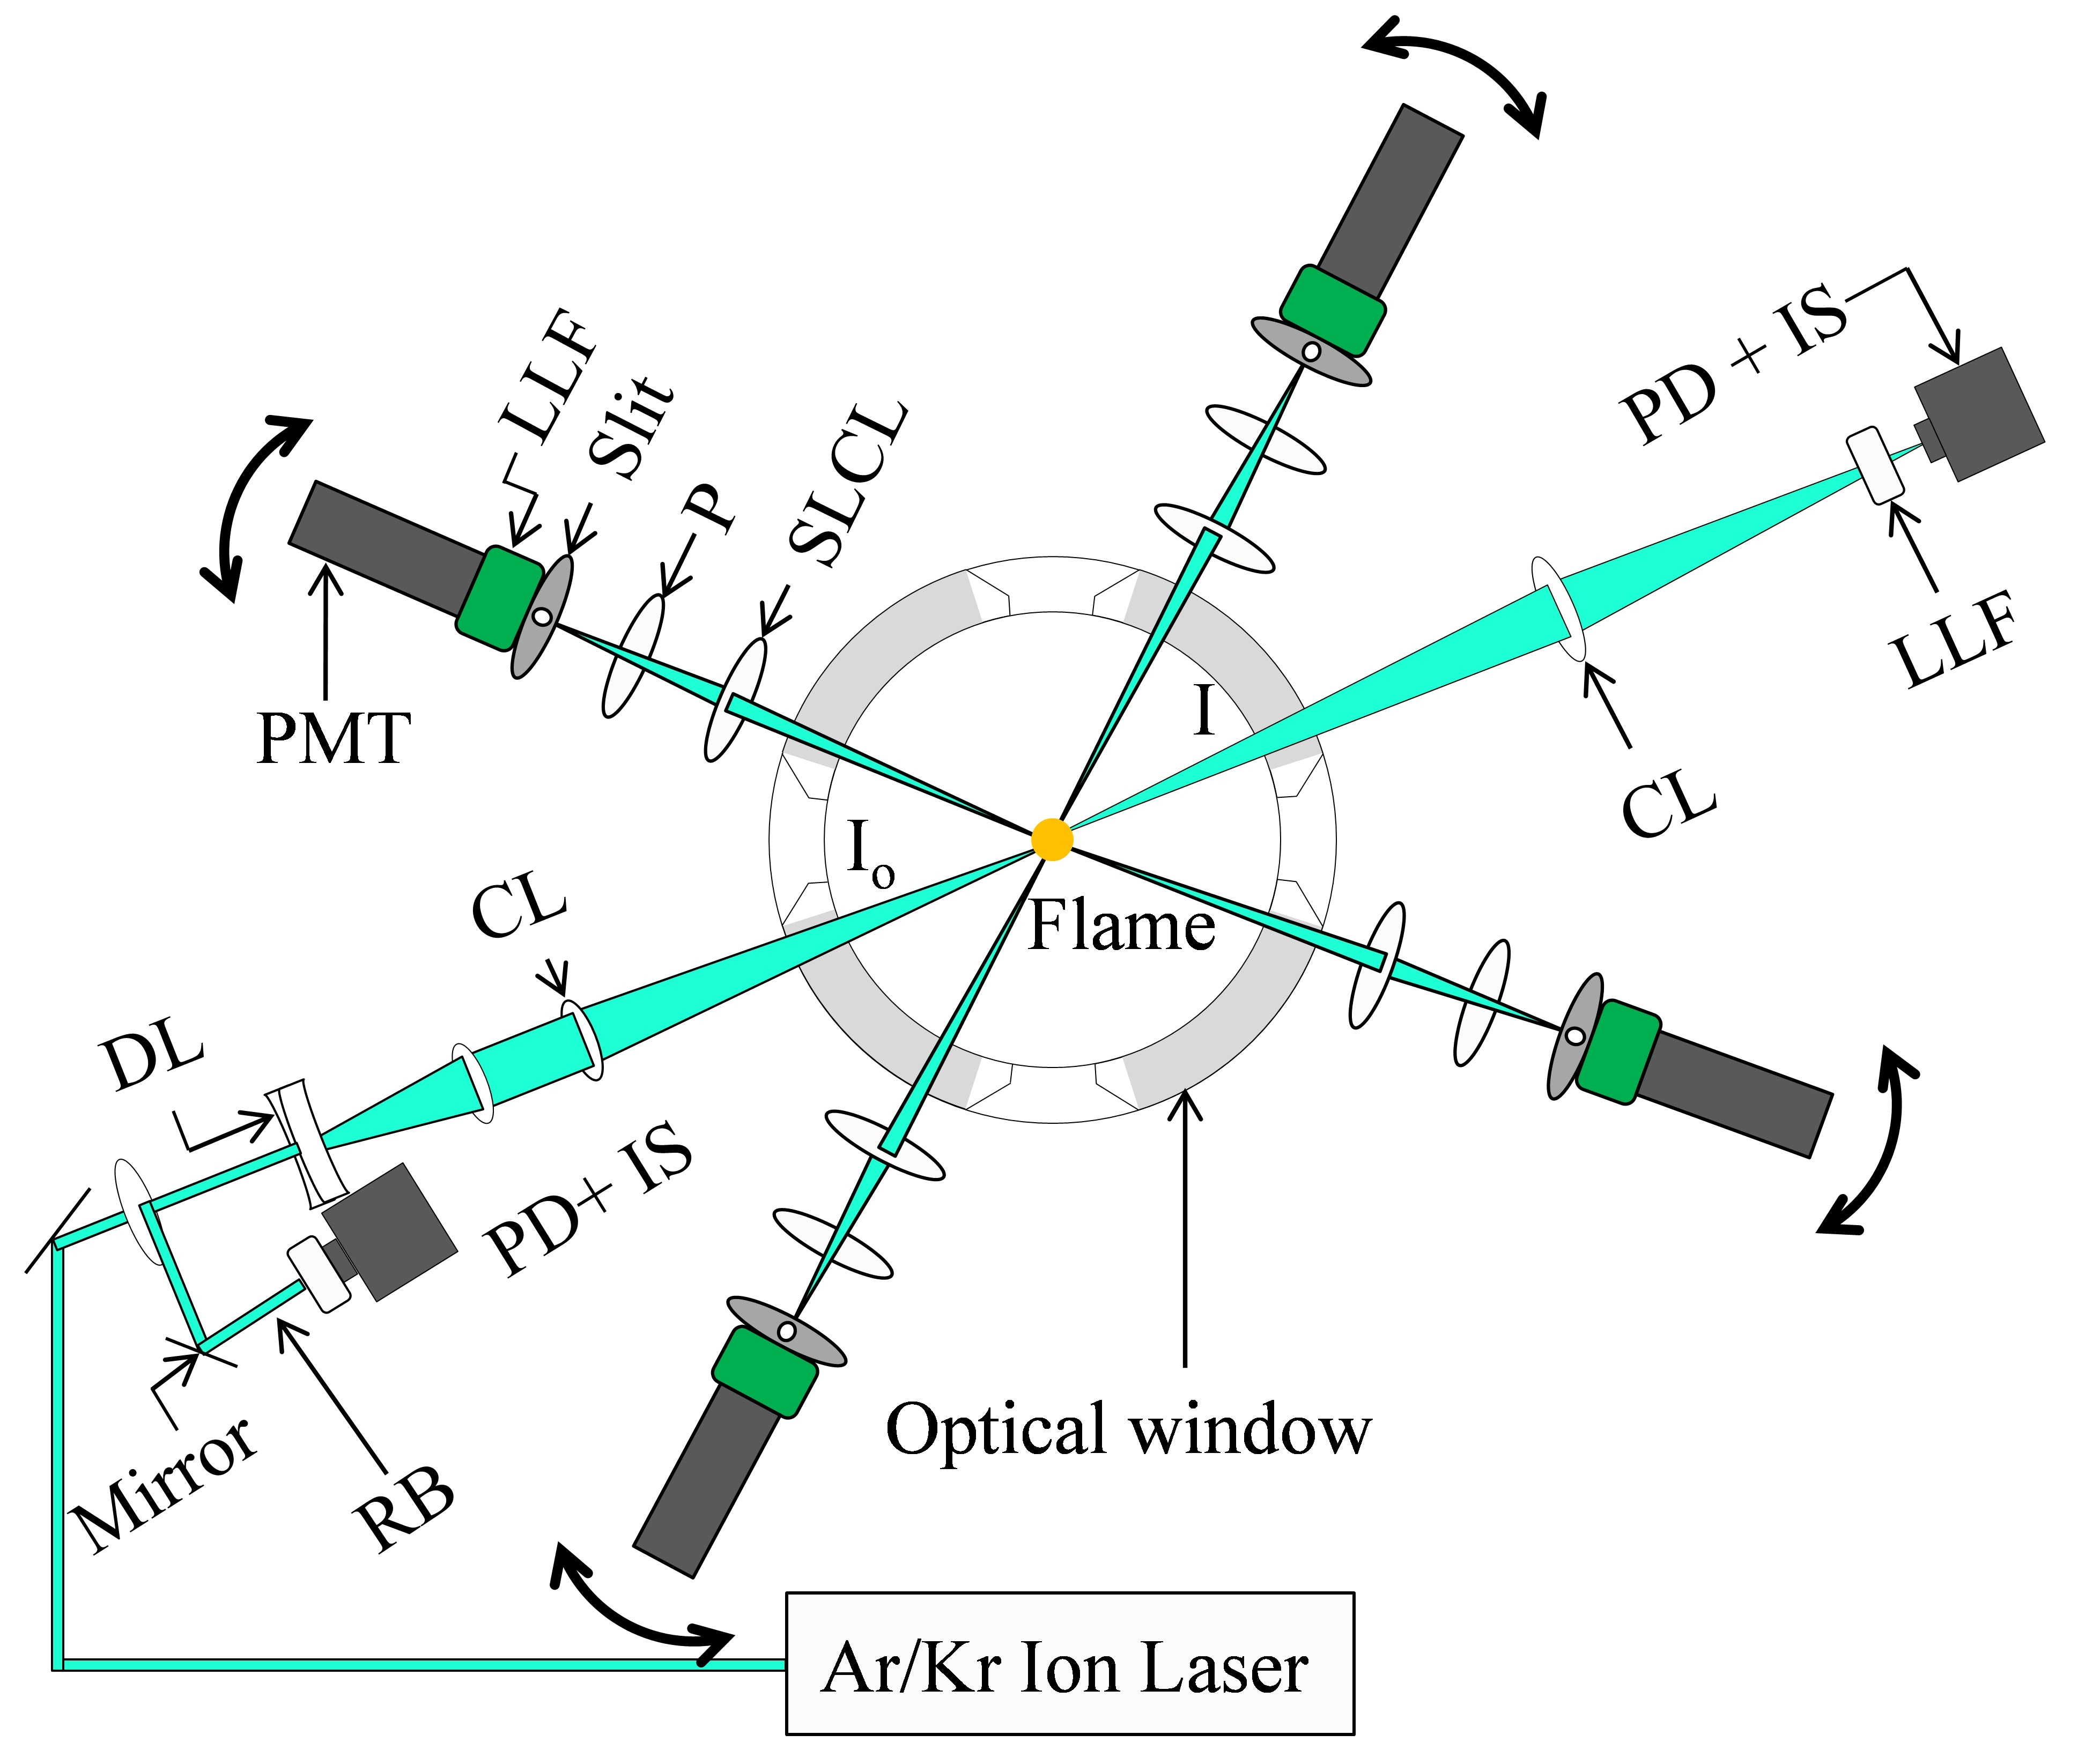 LLF
Slit
P
SLCL
PD + IS
PMT
I
LLF
CL
Io
Flame
CL
DL
PD+ IS
Mirror
RB
Optical window
Ar/Kr Ion Laser